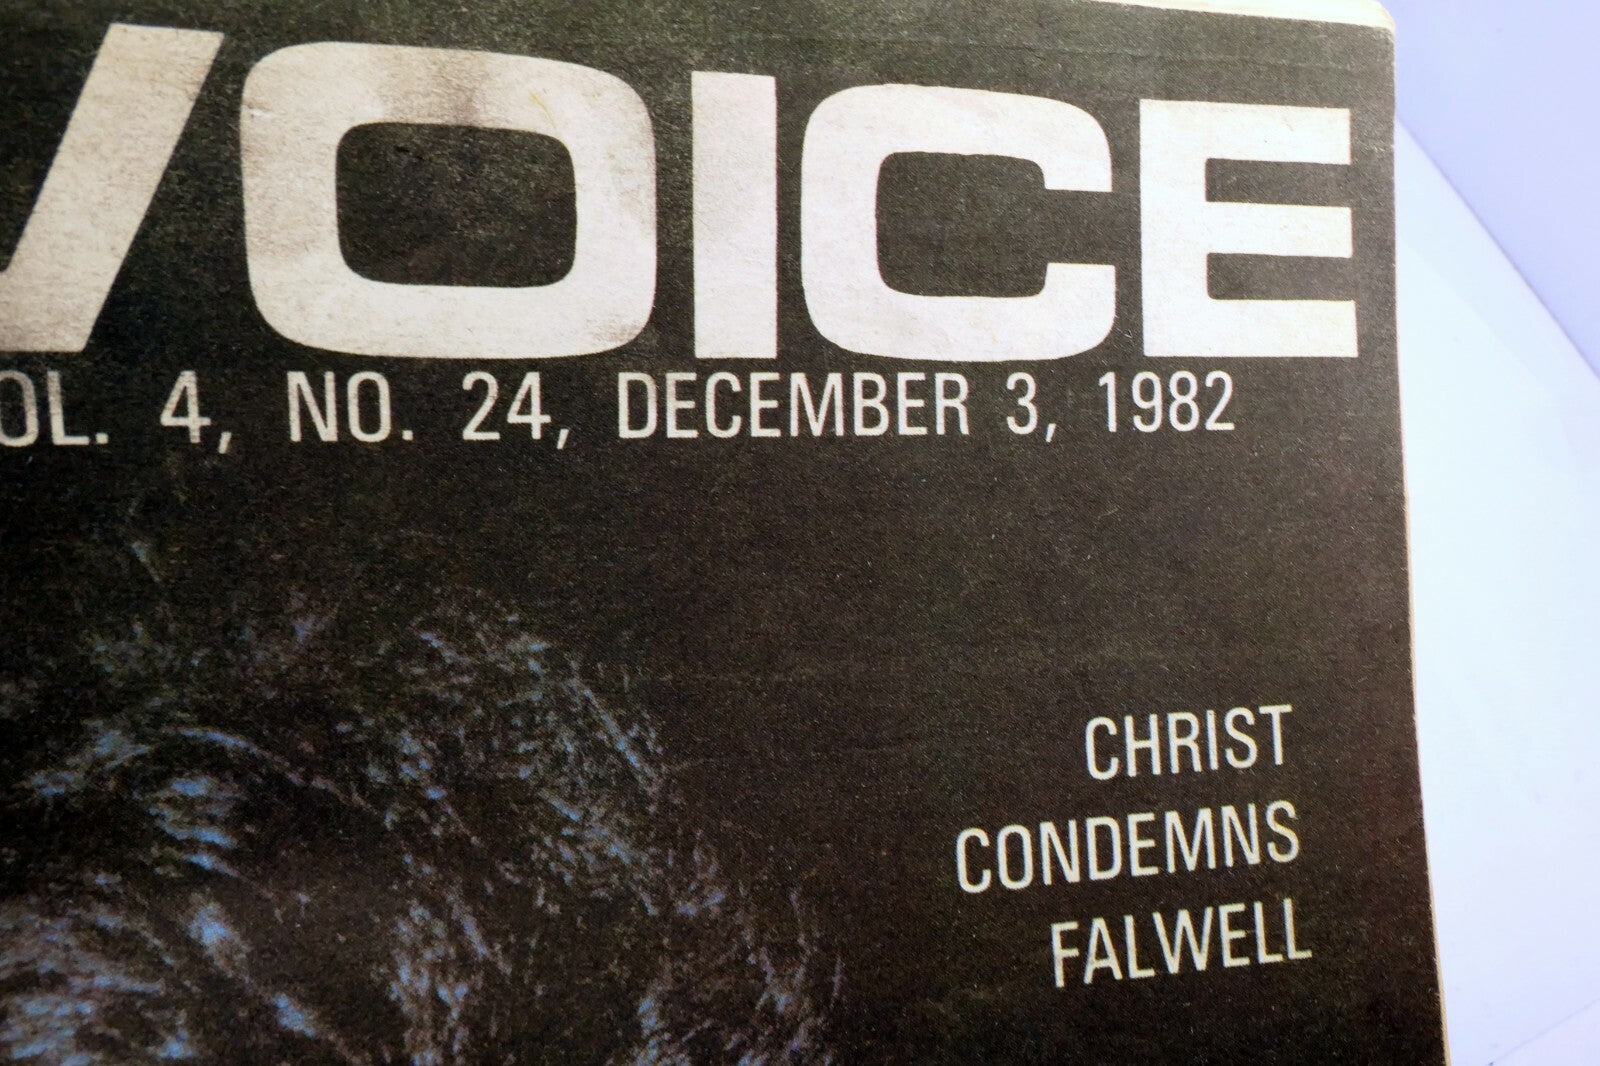 VOICE
OL. 4, NO. 24, DECEMBER 3, 1982
CHRIST
CONDEMNS
FALWELL